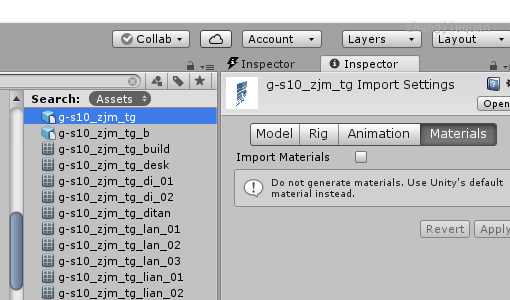 Collab
Account
Layers
Layout
Inspector
Inspector
Search: Assets
g-s10_zjm_tg
g-s10_zjm_tg_b
g-s10_zjm_tg_build
g-s10_zjm_tg_desk
g-s10_zjm_tg_di_01
g-s10_zjm_tg_di_02
g-s10_zjm_tg_ditan
g-s10_zjm_tg_lan_01
g-s10_zjm_tg_lan_02
g-s10_zjm_tg_lan_03
g-s10_zjm_tg_lian_01
g-s10_zjm_tg_lian_02
g-s10_zjm_tg Import Settings
Open
Model Rig Animation Materials
Import Materials
Do not generate materials. Use Unity's default
material instead.
Revert Apply